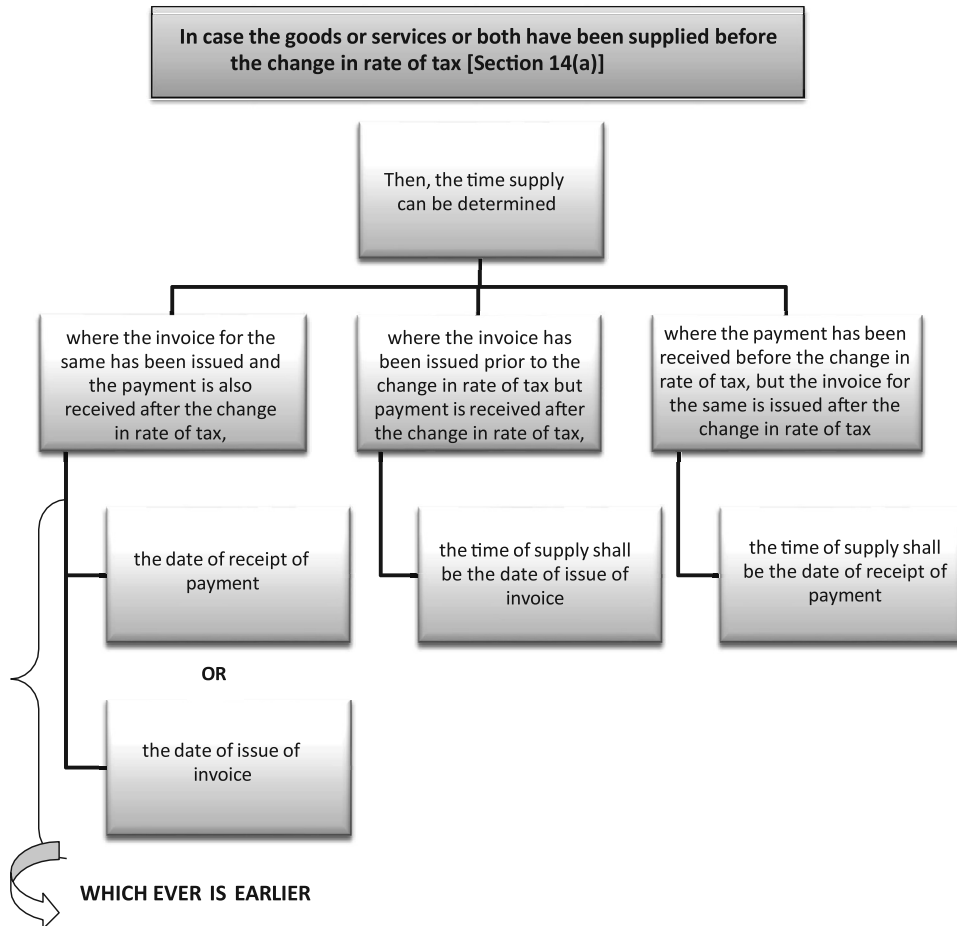 In case the goods or services or both have been supplied before
the change in rate of tax [Section 14(a)]
Then, the time supply
can be determined
where the invoice for the
same has been issued and
the payment is also
received after the change
in rate of tax,
where the invoice has
been issued prior to the
change in rate of tax but
payment is received after
the change in rate of tax,
where the payment has been
received before the change in
rate of tax, but the invoice for
the same is issued after the
change in rate of tax
the date of receipt of
payment
the time of supply shall
be the date of issue of
invoice
the time of supply shall
be the date of receipt of
payment
OR
the date of issue of
invoice
WHICH EVER IS EARLIER